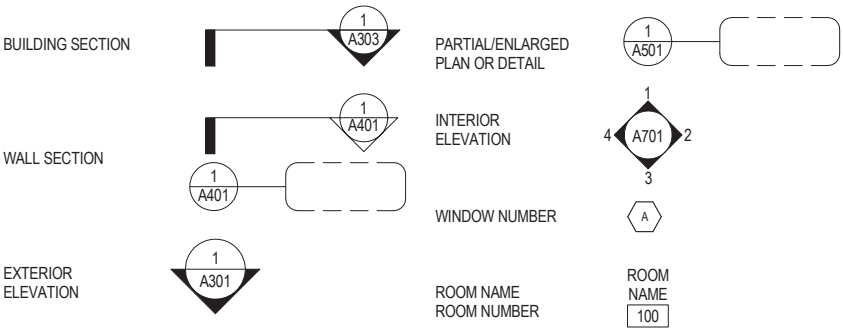 BUILDING SECTION
1
A303
WALL SECTION
1
A401
1
A401
EXTERIOR
ELEVATION
1
A301
PARTIAL/ENLARGED
PLAN OR DETAIL
1
A501
INTERIOR
ELEVATION
1
4 A701 2
3
WINDOW NUMBER
A
ROOM NAME
ROOM NUMBER
ROOM
NAME
100